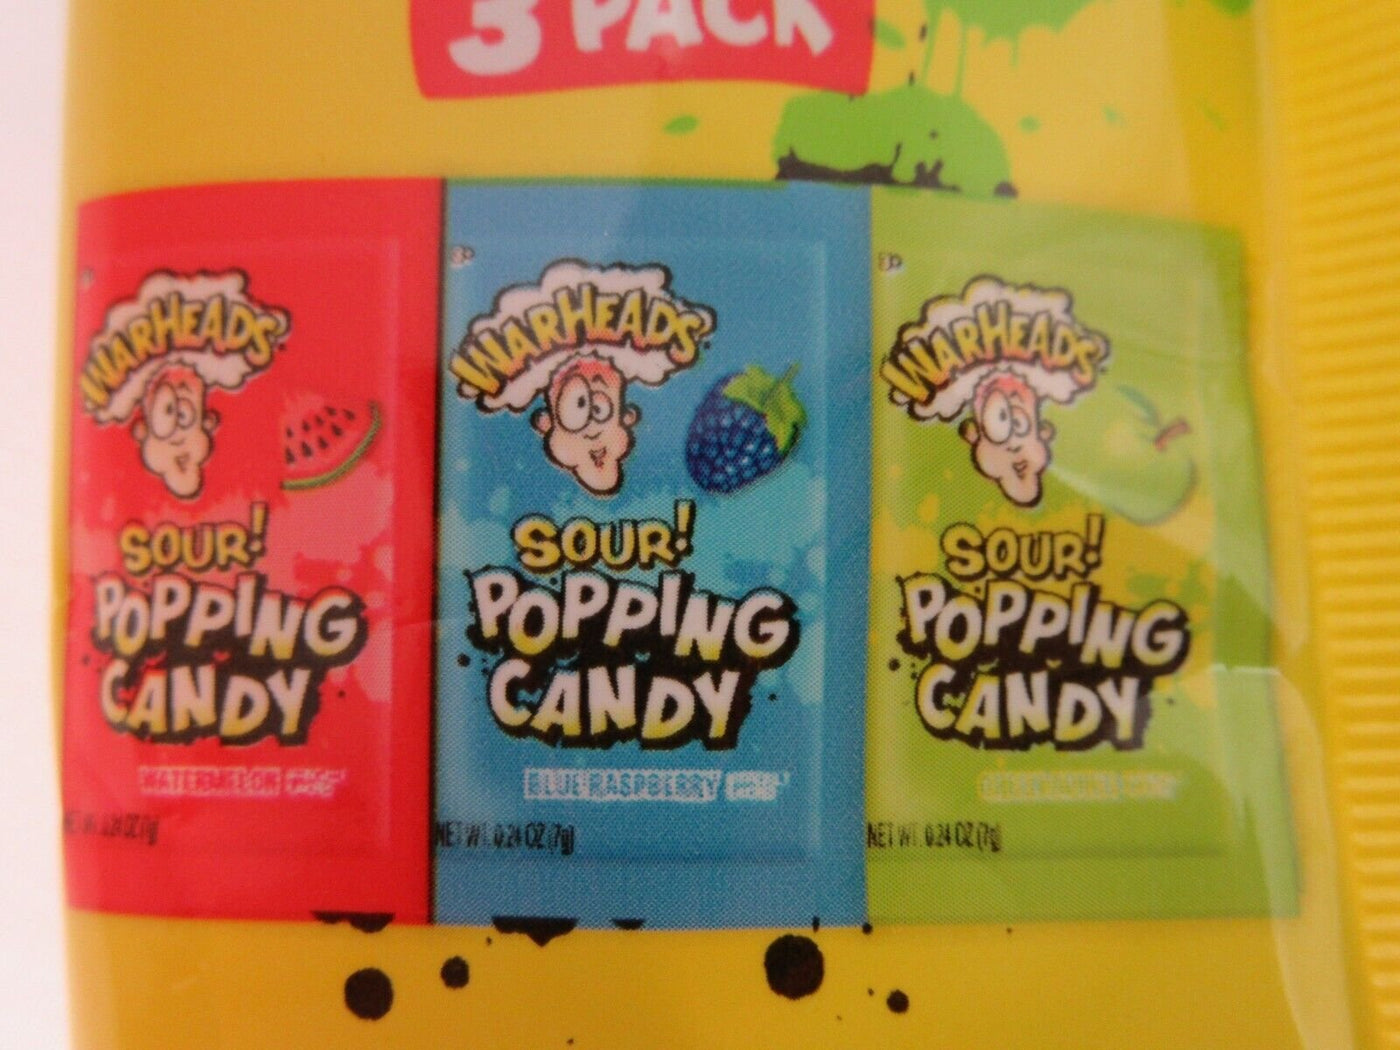 3 PACK
WARHEADS
SOUR!
POPPING
CANDY
WATERMELON
WARHEADS
SOUR!
POPPING
CANDY
BLUE RASPBERRY
NET WT. 0.24 OZ (7g)
WARHEADS
SOUR!
POPPING
CANDY
NET WT. 0.24 OZ (7g)